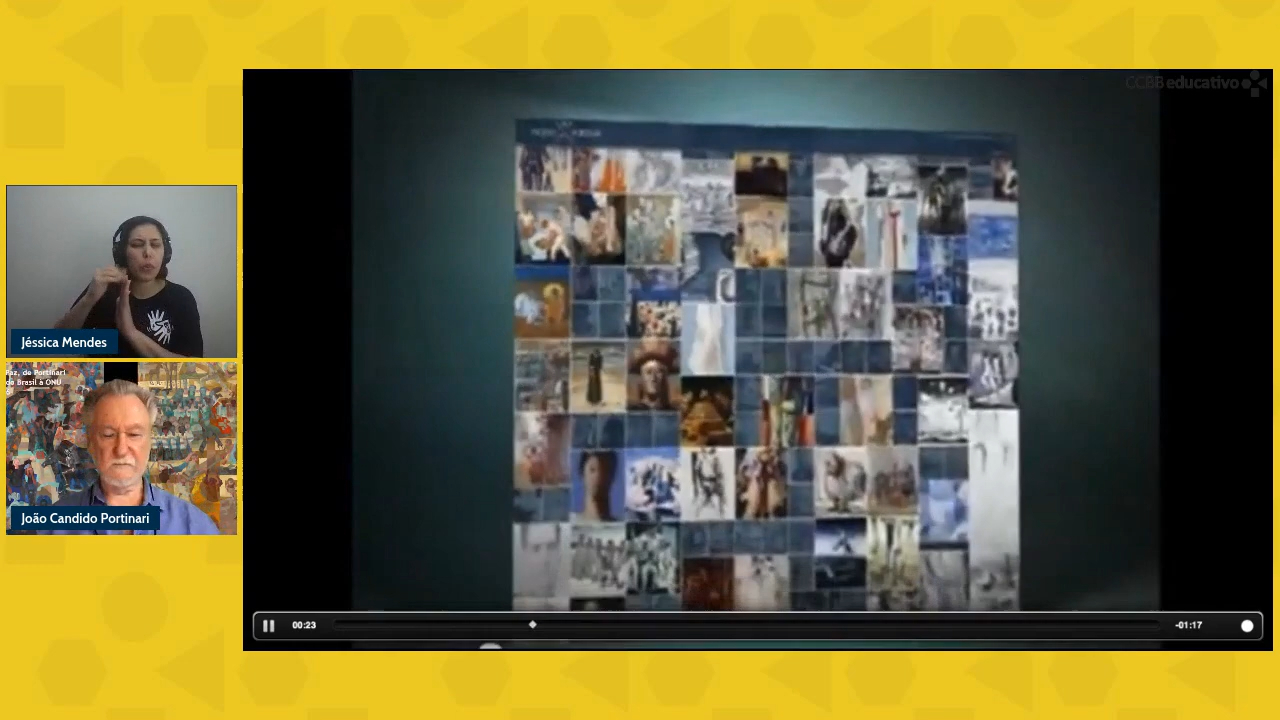 CCBB educativo
Jéssica Mendes
Paz, de Portinari
do Brasil à ONU
João Candido Portinari
00:23
-01:17